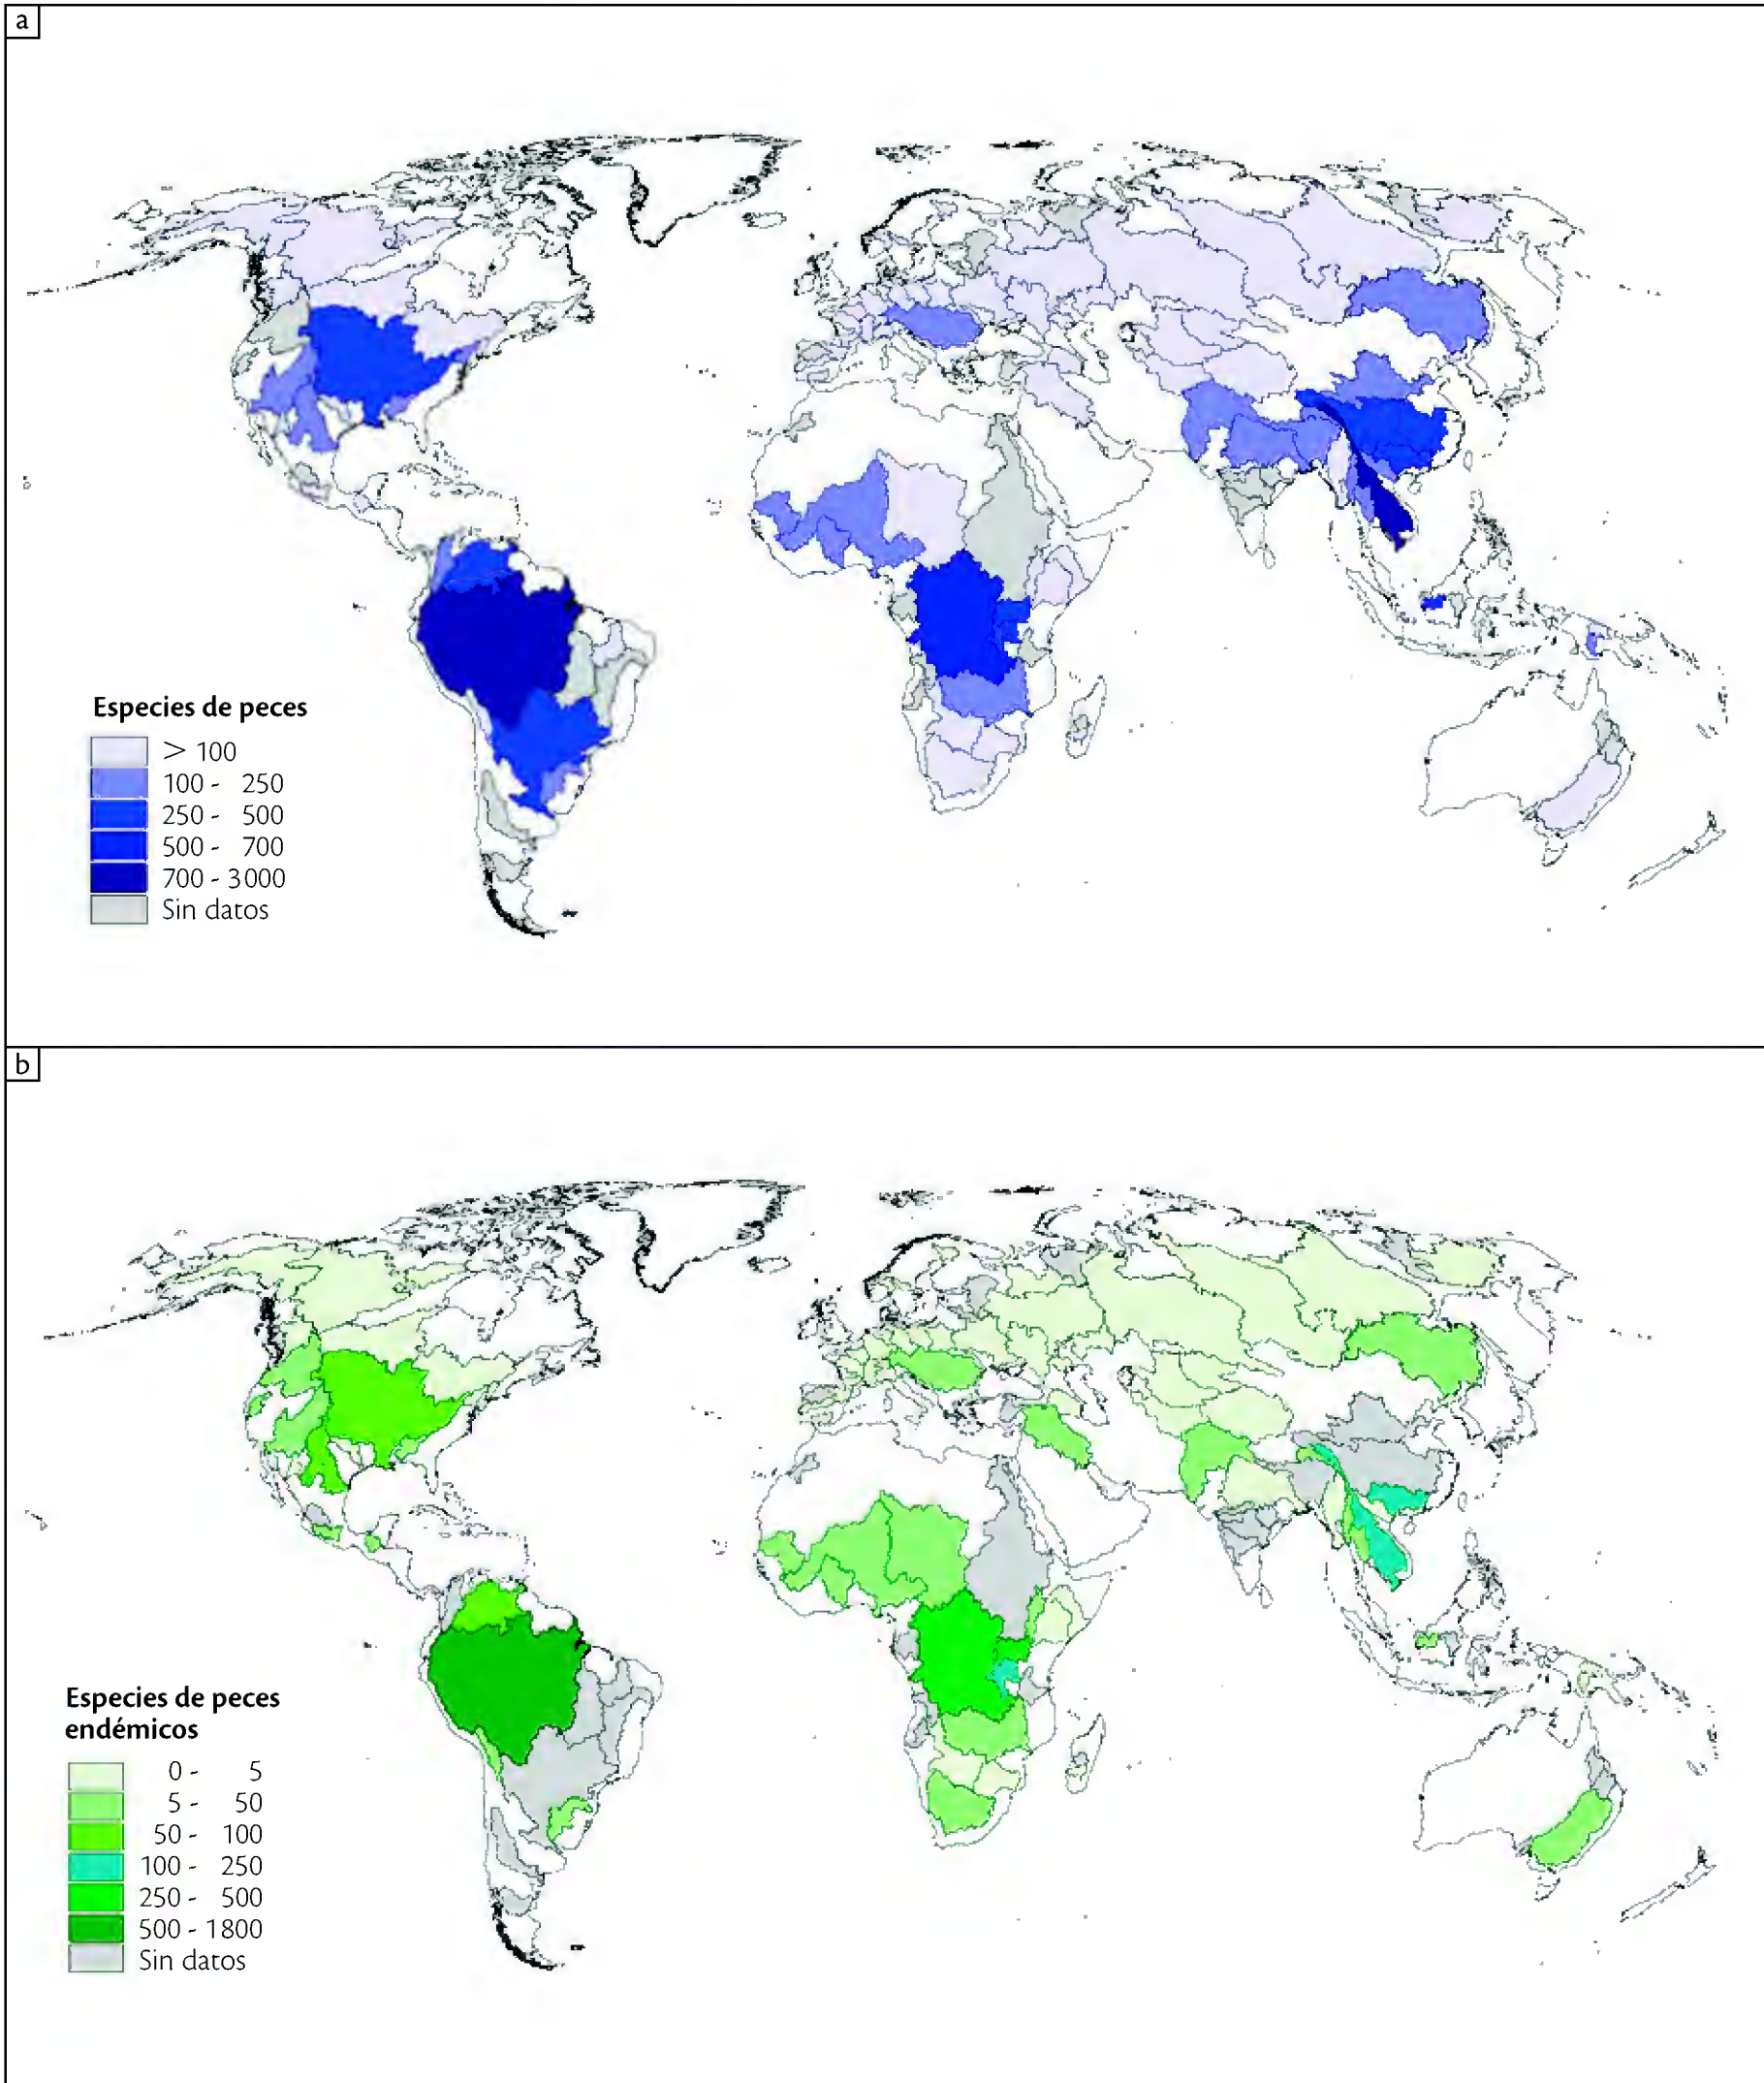 a
Especies de peces
> 100
100 - 250
250 - 500
500 - 700
700 - 3000
Sin datos
b
Especies de peces
endémicos
0 - 5
5 - 50
50 - 100
100 - 250
250 - 500
500 - 1800
Sin datos